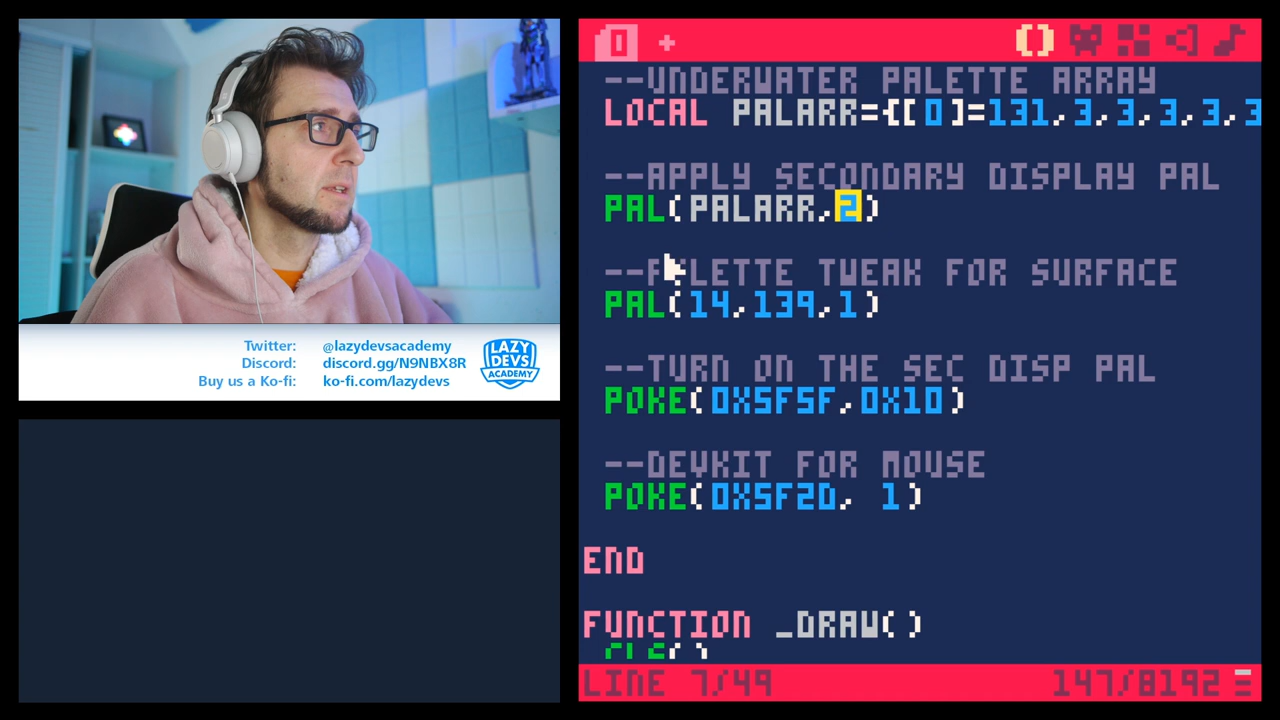 Twitter: @lazydevsacademy
Discord: discord.gg/N9NBX8R
Buy us a Ko-fi: ko-fi.com/lazydevs
LAZY
DEVS
ACADEMY
--UNDERWATER PALETTE ARRAY
LOCAL PALARR={[0]=131,3,3,3,3,3
--APPLY SECONDARY DISPLAY PAL
PAL(PALARR,2)
TWEAK FOR SURFACE
PAL(14,139,1)
--TURN ON THE SEC DISP PAL
POKE(0X5F5F,0X10)
--DEVKIT FOR MOUSE
POKE(0X5F2D, 1)
END
FUNCTION _DRAW()
CLS()
LINE 7/49
147/8192